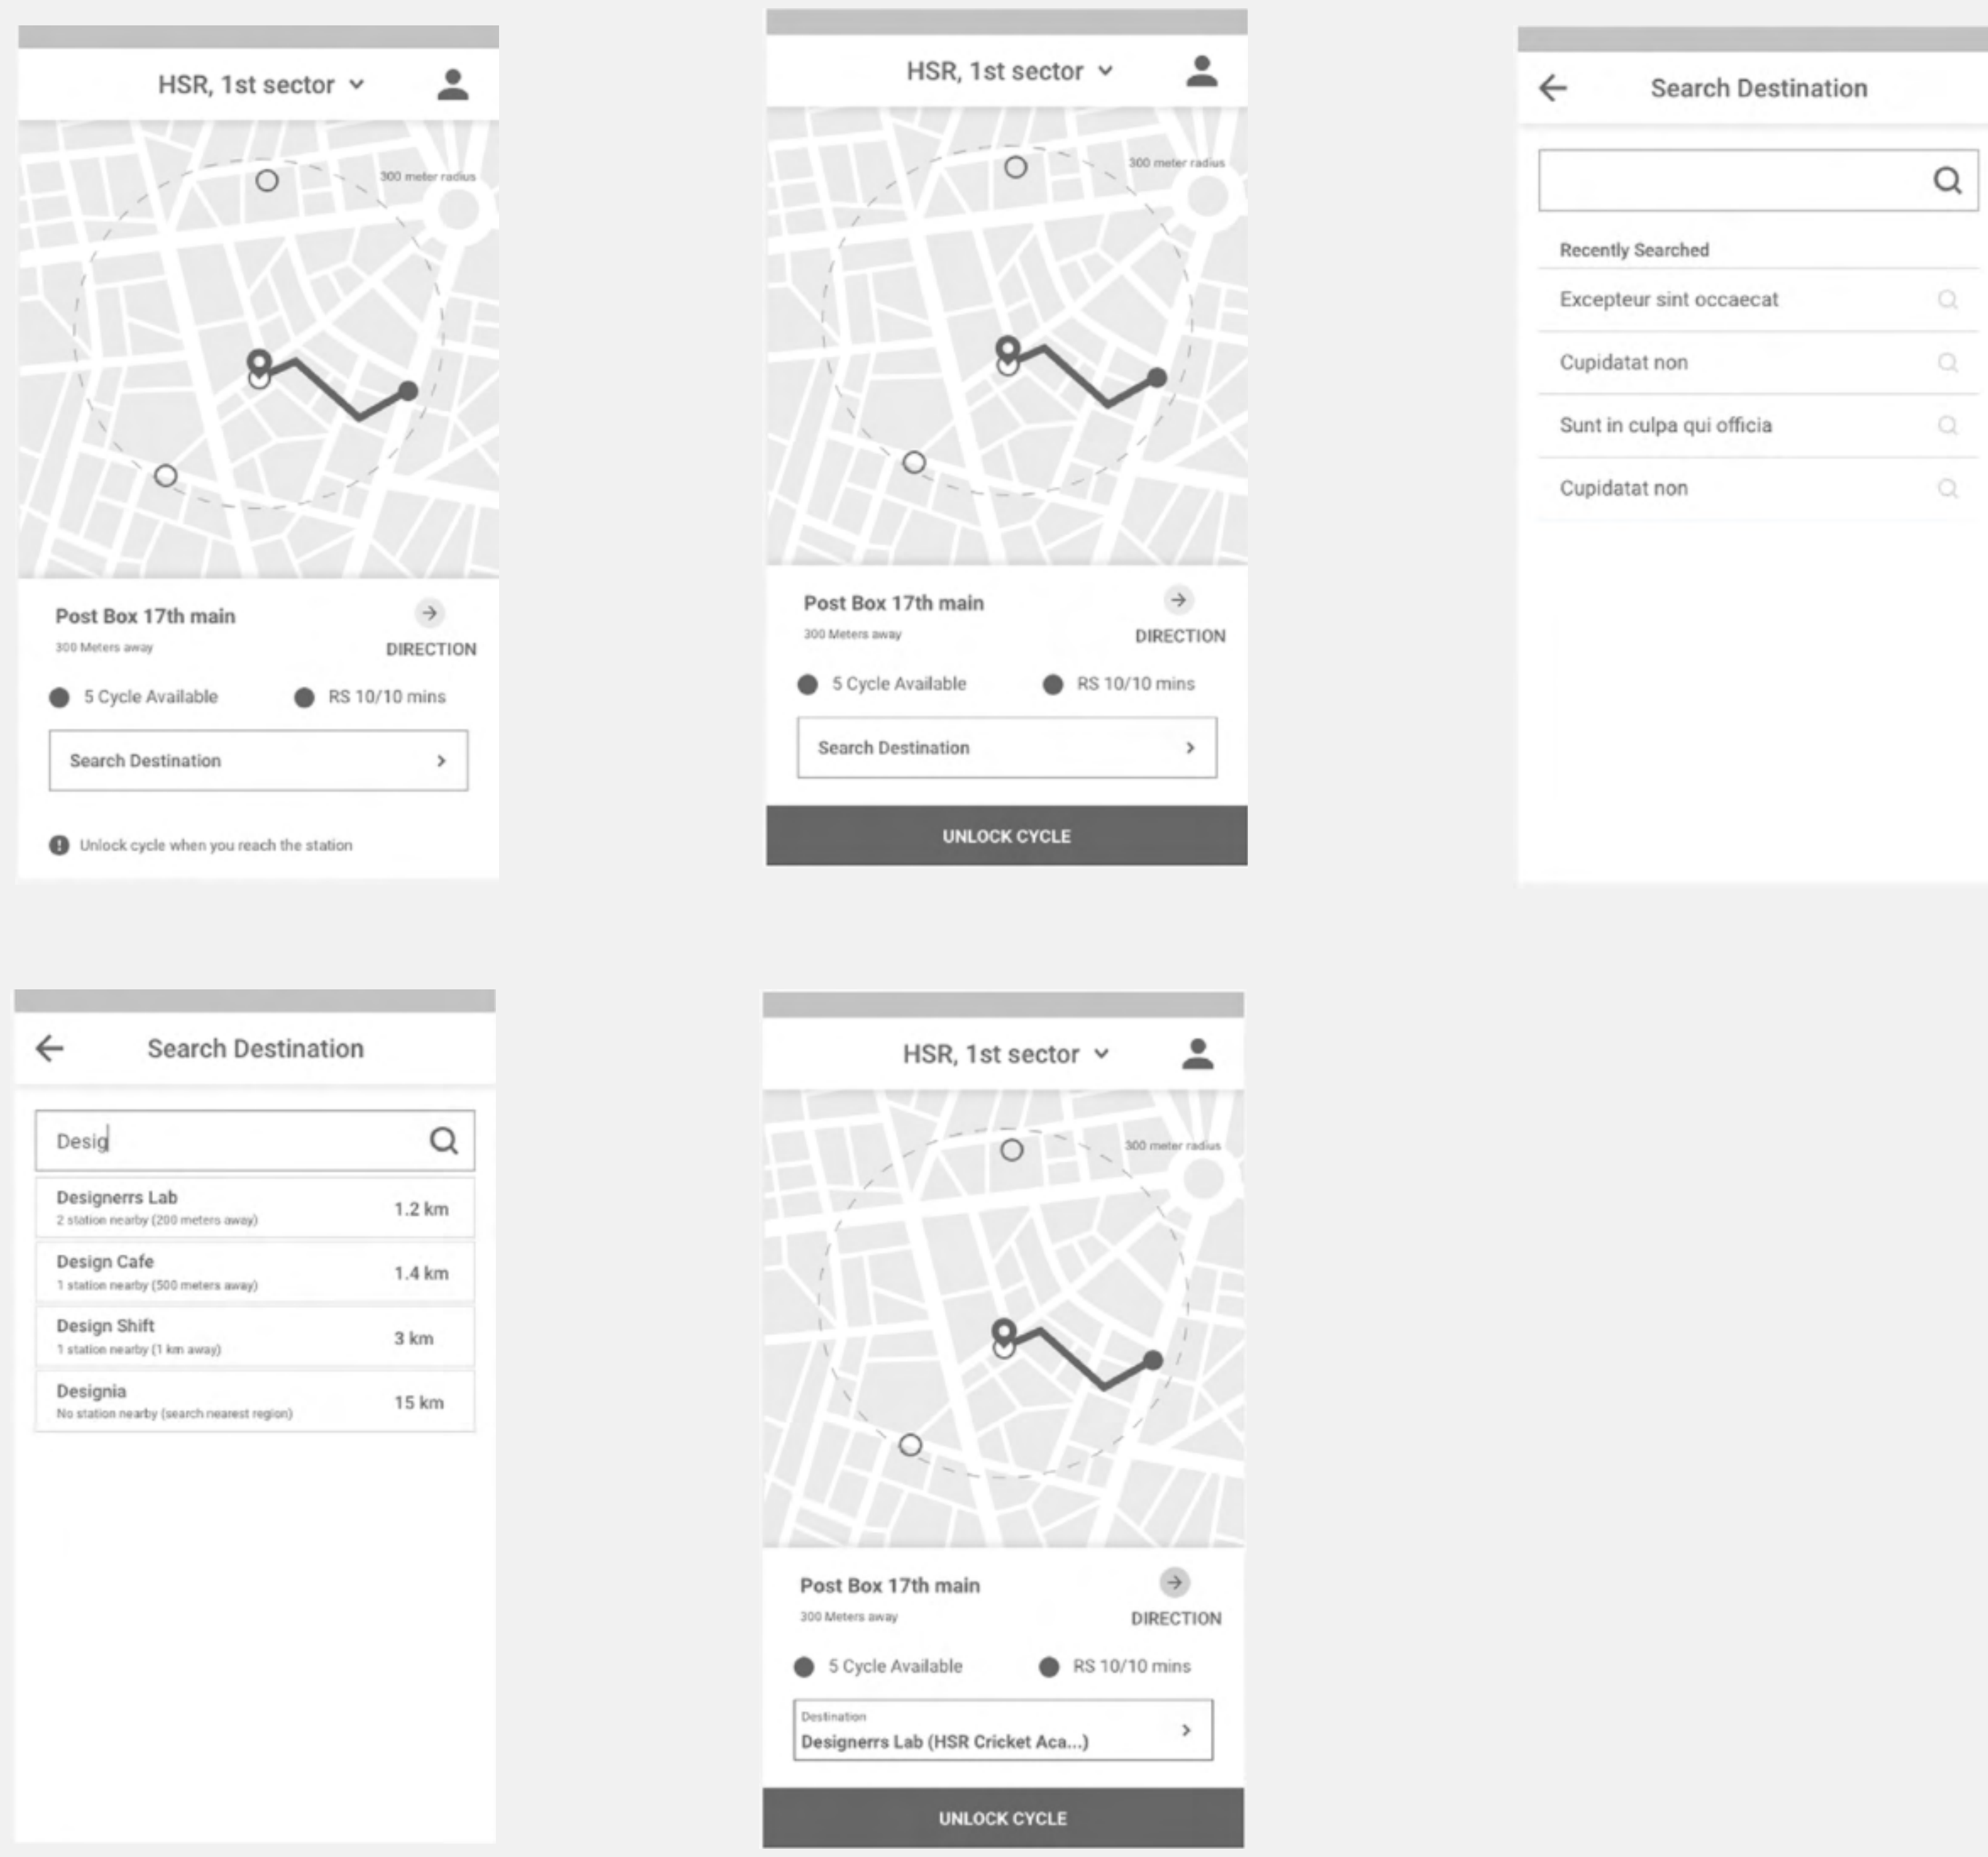 HSR, 1st sector
300 meter radius
Post Box 17th main
300 Meters away
DIRECTION
5 Cycle Available
RS 10/10 mins
Search Destination
Unlock cycle when you reach the station
HSR, 1st sector
300 meter radius
Post Box 17th main
300 Meters away
DIRECTION
5 Cycle Available
RS 10/10 mins
Search Destination
UNLOCK CYCLE
Search Destination
Recently Searched
Excepteur sint occaecat
Cupidatat non
Sunt in culpa qui officia
Cupidatat non
Search Destination
Desig
Designerrs Lab
2 station nearby (200 meters away)
1.2 km
Design Cafe
1 station nearby (500 meters away)
1.4 km
Design Shift
1 station nearby (1 km away)
3 km
Designia
No station nearby (search nearest region)
15 km
HSR, 1st sector
300 meter radius
Post Box 17th main
300 Meters away
DIRECTION
5 Cycle Available
RS 10/10 mins
Destination
Designerrs Lab (HSR Cricket Aca...)
UNLOCK CYCLE